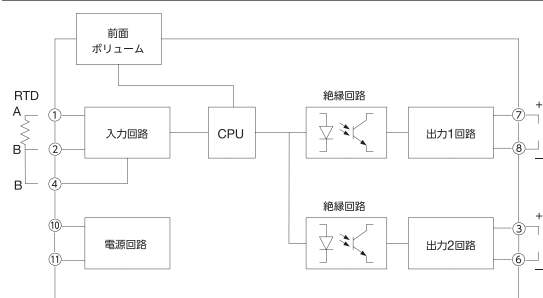 前面
ボリューム
RTD
A
B
B
①
②
④
⑩
⑪
入力回路
電源回路
CPU
絶縁回路
出力1回路
⑦
⑧
+
−
絶縁回路
出力2回路
③
⑥
+
−